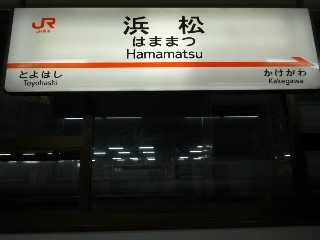 JR
JR東海
浜松
はままつ
Hamamatsu
とよはし
Toyohashi
かけがわ
Kakegawa